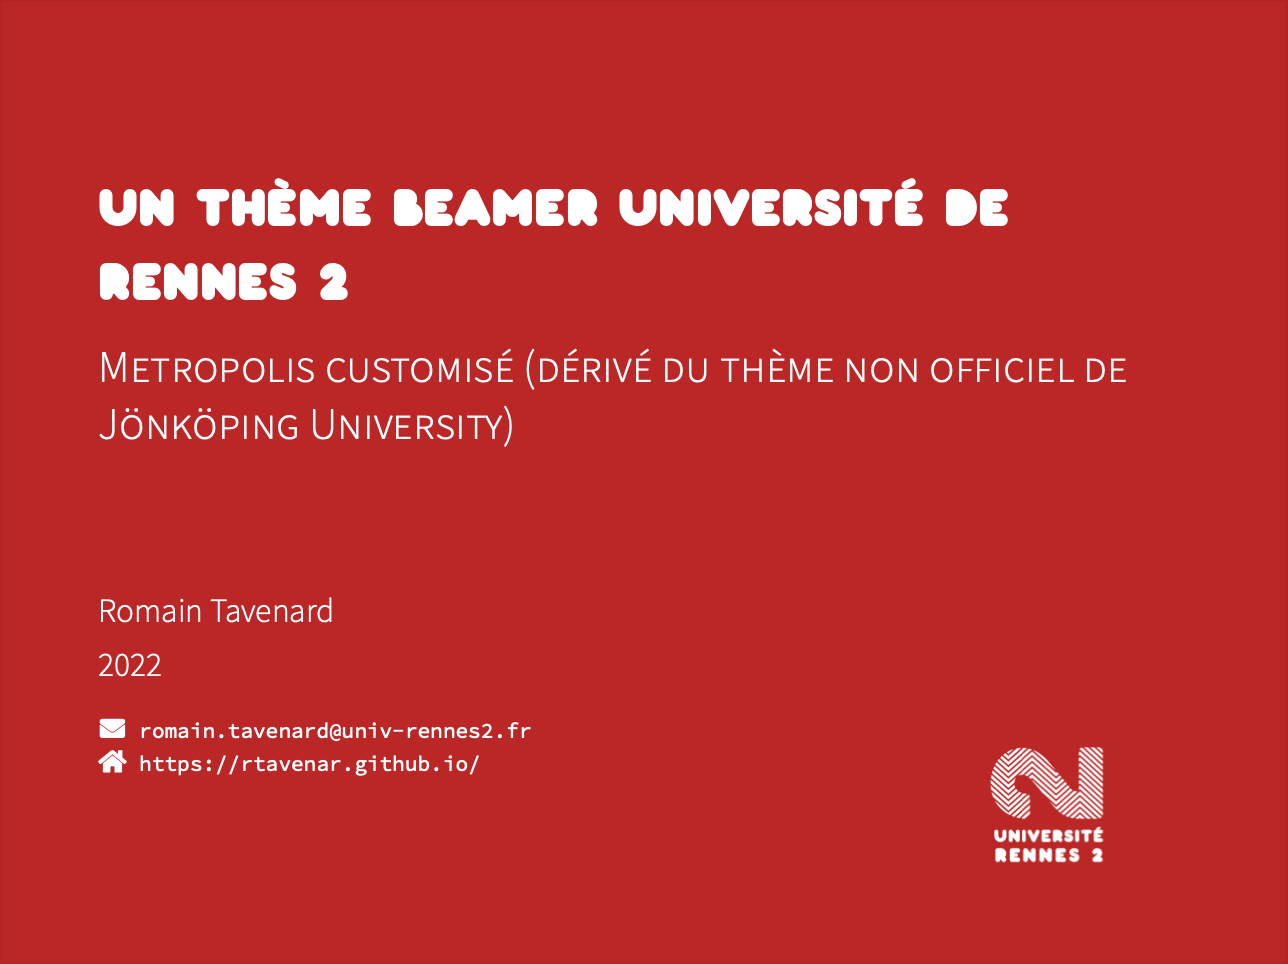 UN THÈME BEAMER UNIVERSITÉ DE
RENNES 2
Metropolis customisé (dérivé du thème non officiel de
Jönköping University)
Romain Tavenard
2022
romain.tavenard@univ-rennes2.fr
https://rtavenar.github.io/
UNIVERSITÉ
RENNES 2